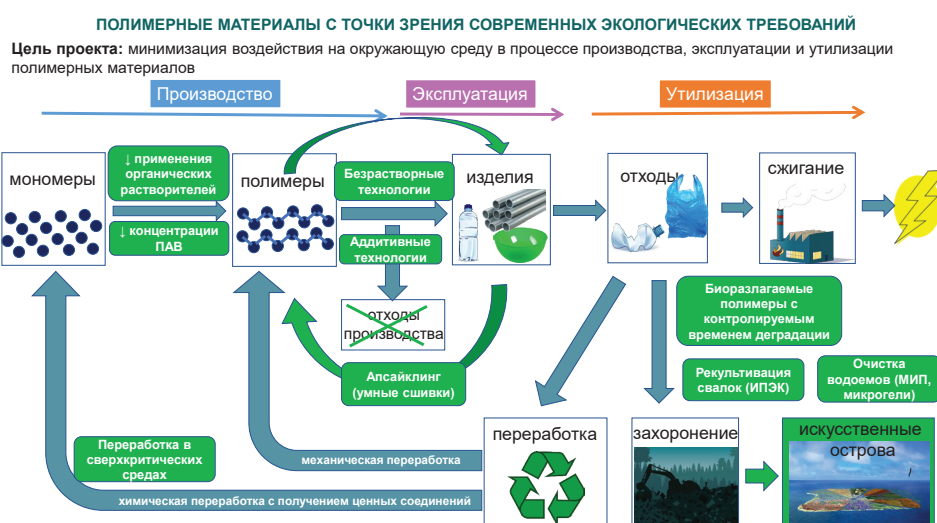 ПОЛИМЕРНЫЕ МАТЕРИАЛЫ С ТОЧКИ ЗРЕНИЯ СОВРЕМЕННЫХ ЭКОЛОГИЧЕСКИХ ТРЕБОВАНИЙ
Цель проекта: минимизация воздействия на окружающую среду в процессе производства, эксплуатации и утилизации
полимерных материалов
Производство
Эксплуатация
Утилизация
мономеры
↓ применения
органических
растворителей
↓ концентрации
ПАВ
полимеры
Безрастворные
технологии
Аддитивные
технологии
изделия
отходы
сжигание
отходы
производства
Апсайклинг
(умные сшивки)
Биоразлагаемые
полимеры с
контролируемым
временем деградации
Рекультивация
свалок (ИПЭК)
Очистка
водоемов (МИП,
микрогели)
Переработка в
сверхкритических
средах
механическая переработка
химическая переработка с получением ценных соединений
переработка
захоронение
искусственные
острова